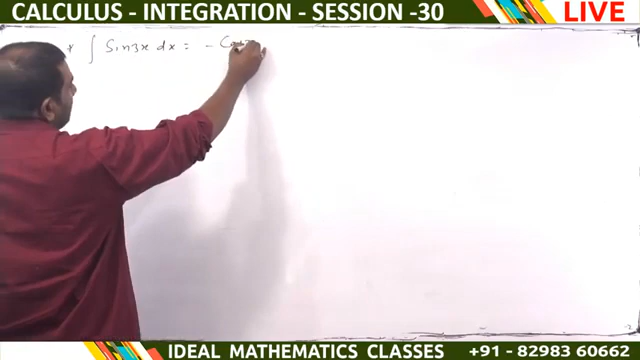 CALCULUS - INTEGRATION - SESSION -30
LIVE
* ∫ Sin3x dx = - Cos
IDEAL MATHEMATICS CLASSES
+91 - 82983 60662